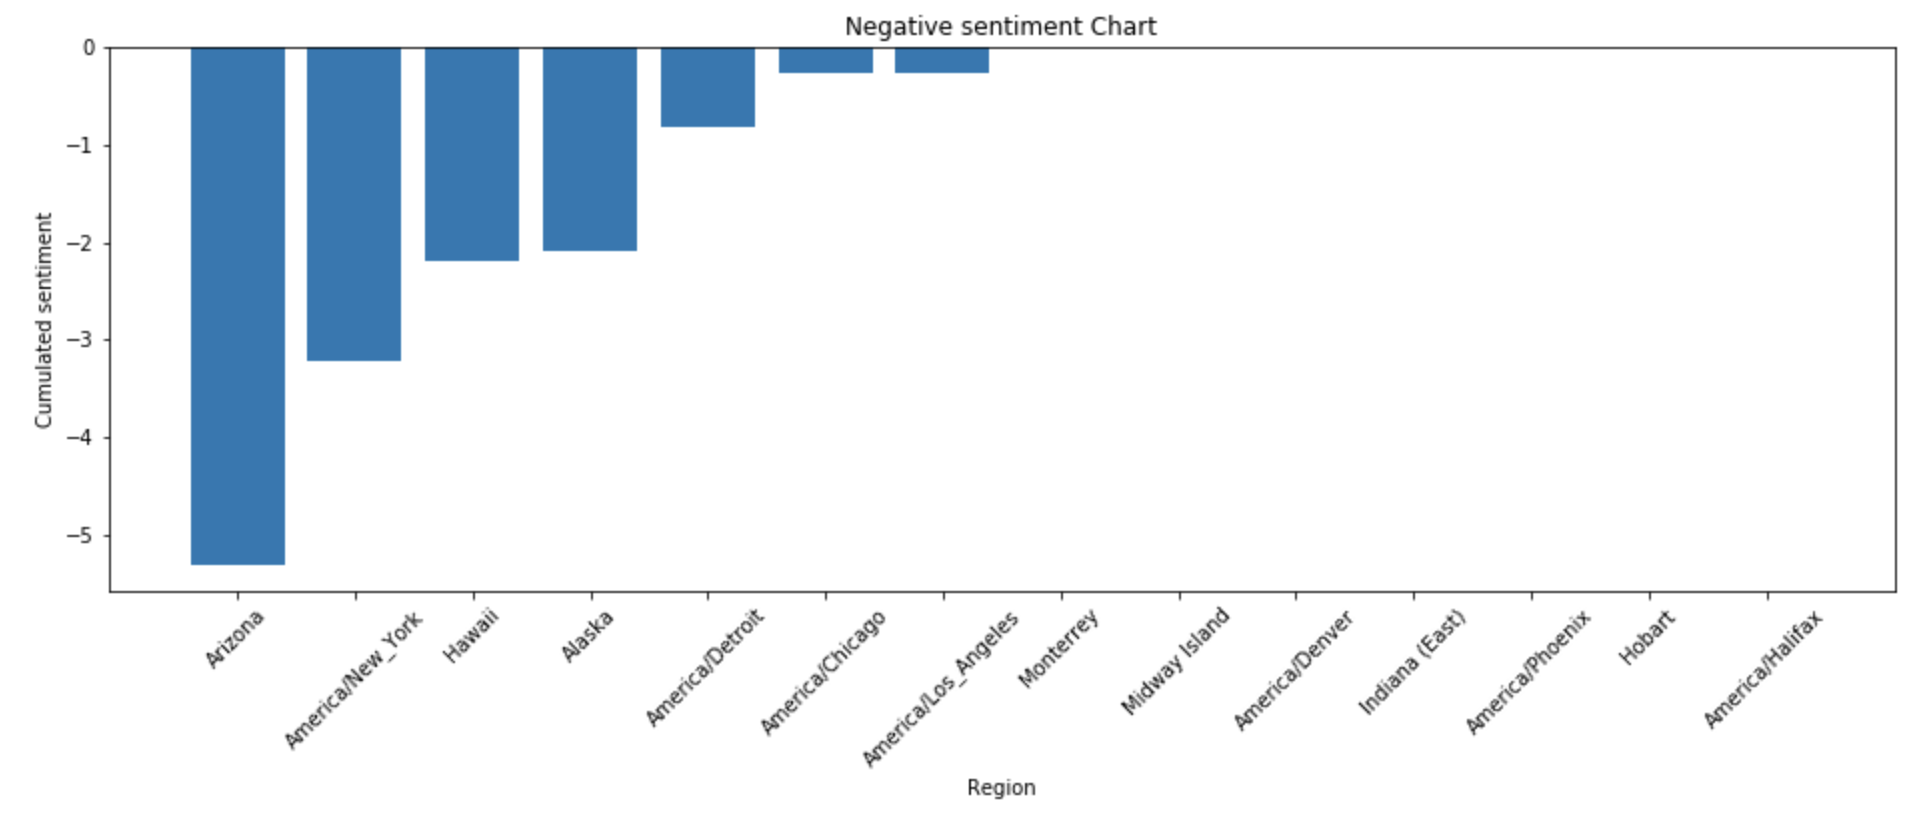 Negative sentiment Chart
0
−1
−2
−3
−4
−5
Cumulated sentiment
Arizona
America/New_York
Hawaii
Alaska
America/Detroit
America/Chicago
America/Los_Angeles
Monterrey
Midway Island
America/Denver
Indiana (East)
America/Phoenix
Hobart
America/Halifax
Region